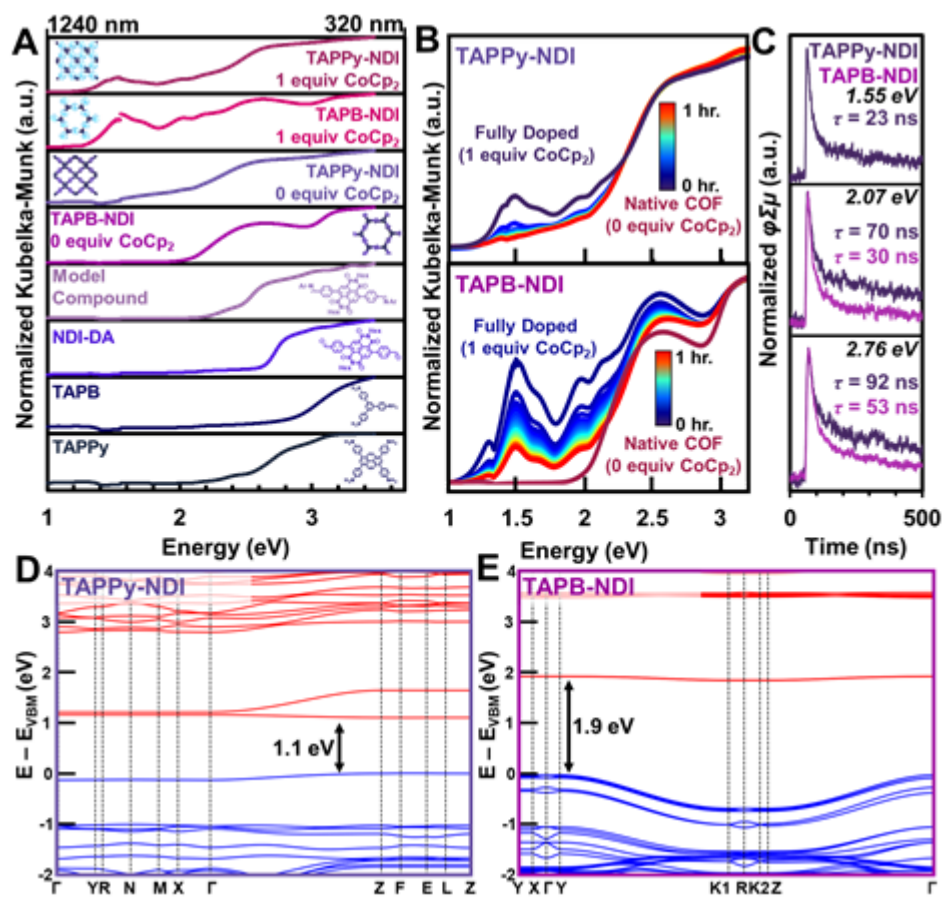 1240 nm 320 nm
A
Normalized Kubelka-Munk (a.u.)
TAPPy-NDI
1 equiv CoCp₂
TAPB-NDI
1 equiv CoCp₂
TAPPy-NDI
0 equiv CoCp₂
TAPB-NDI
0 equiv CoCp₂
Model
Compound
NDI-DA
TAPB
TAPPy
1 2 3
Energy (eV)
B
Normalized Kubelka-Munk (a.u.)
TAPPy-NDI
Fully Doped
(1 equiv CoCp₂)
1 hr.
0 hr.
Native COF
(0 equiv CoCp₂)
TAPB-NDI
Fully Doped
(1 equiv CoCp₂)
1 hr.
0 hr.
Native COF
(0 equiv CoCp₂)
1 1.5 2 2.5 3
Energy (eV)
C
Normalized φΣμ (a.u.)
TAPPy-NDI
TAPB-NDI
1.55 eV
τ = 23 ns
2.07 eV
τ = 70 ns
τ = 30 ns
2.76 eV
τ = 92 ns
τ = 53 ns
0 500
Time (ns)
D
TAPPy-NDI
E – E_VBM (eV)
4
3
2
1
0
-1
-2
1.1 eV
Γ Y R N M X Γ Z F E L Z
E
TAPB-NDI
E – E_VBM (eV)
4
3
2
1
0
-1
-2
1.9 eV
Y X Γ Y K1 R K2 Z Γ